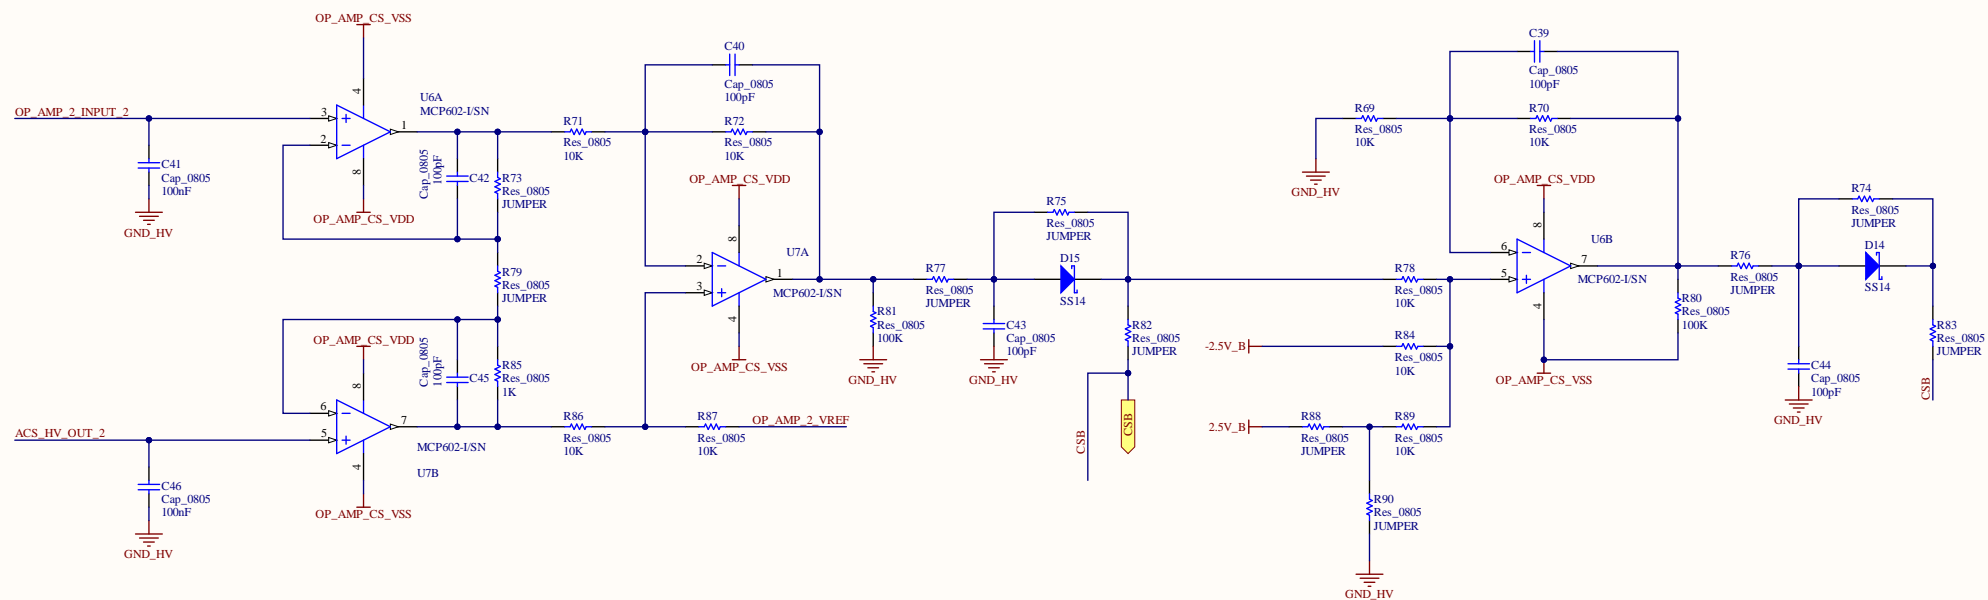 OP_AMP_CS_VSS
4
U6A
MCP602-I/SN
OP_AMP_2_INPUT_2
3
2
1
8
OP_AMP_CS_VDD
C41
Cap_0805
100nF
GND_HV
Cap_0805
100pF
C42
R73
Res_0805
JUMPER
R71
Res_0805
10K
C40
Cap_0805
100pF
R72
Res_0805
10K
R79
Res_0805
JUMPER
OP_AMP_CS_VDD
8
6
5
7
4
Cap_0805
100pF
C45
R85
Res_0805
1K
ACS_HV_OUT_2
MCP602-I/SN
U7B
C46
Cap_0805
100nF
GND_HV
OP_AMP_CS_VSS
R86
Res_0805
10K
R87
Res_0805
10K
OP_AMP_2_VREF
OP_AMP_CS_VDD
8
U7A
2
3
1
MCP602-I/SN
4
OP_AMP_CS_VSS
R81
Res_0805
100K
GND_HV
R77
Res_0805
JUMPER
C43
Cap_0805
100pF
GND_HV
R75
Res_0805
JUMPER
D15
SS14
R82
Res_0805
JUMPER
CSB
CSB
C39
Cap_0805
100pF
R69
Res_0805
10K
GND_HV
R70
Res_0805
10K
OP_AMP_CS_VDD
8
U6B
6
5
7
MCP602-I/SN
4
OP_AMP_CS_VSS
R78
Res_0805
10K
-2.5V_B
R84
Res_0805
10K
2.5V_B
R88
Res_0805
JUMPER
R89
Res_0805
10K
R90
Res_0805
JUMPER
GND_HV
R80
Res_0805
100K
R76
Res_0805
JUMPER
R74
Res_0805
JUMPER
D14
SS14
C44
Cap_0805
100pF
GND_HV
R83
Res_0805
JUMPER
CSB